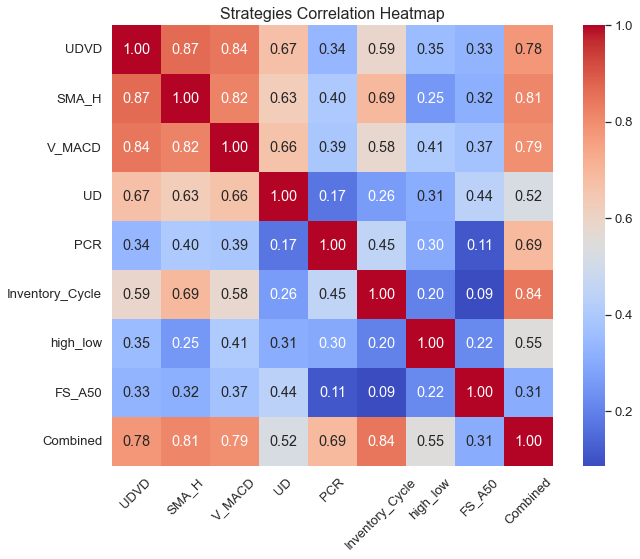 Strategies Correlation Heatmap
UDVD 1.00 0.87 0.84 0.67 0.34 0.59 0.35 0.33 0.78
SMA_H 0.87 1.00 0.82 0.63 0.40 0.69 0.25 0.32 0.81
V_MACD 0.84 0.82 1.00 0.66 0.39 0.58 0.41 0.37 0.79
UD 0.67 0.63 0.66 1.00 0.17 0.26 0.31 0.44 0.52
PCR 0.34 0.40 0.39 0.17 1.00 0.45 0.30 0.11 0.69
Inventory_Cycle 0.59 0.69 0.58 0.26 0.45 1.00 0.20 0.09 0.84
high_low 0.35 0.25 0.41 0.31 0.30 0.20 1.00 0.22 0.55
FS_A50 0.33 0.32 0.37 0.44 0.11 0.09 0.22 1.00 0.31
Combined 0.78 0.81 0.79 0.52 0.69 0.84 0.55 0.31 1.00
UDVD SMA_H V_MACD UD PCR Inventory_Cycle high_low FS_A50 Combined
1.0
0.8
0.6
0.4
0.2